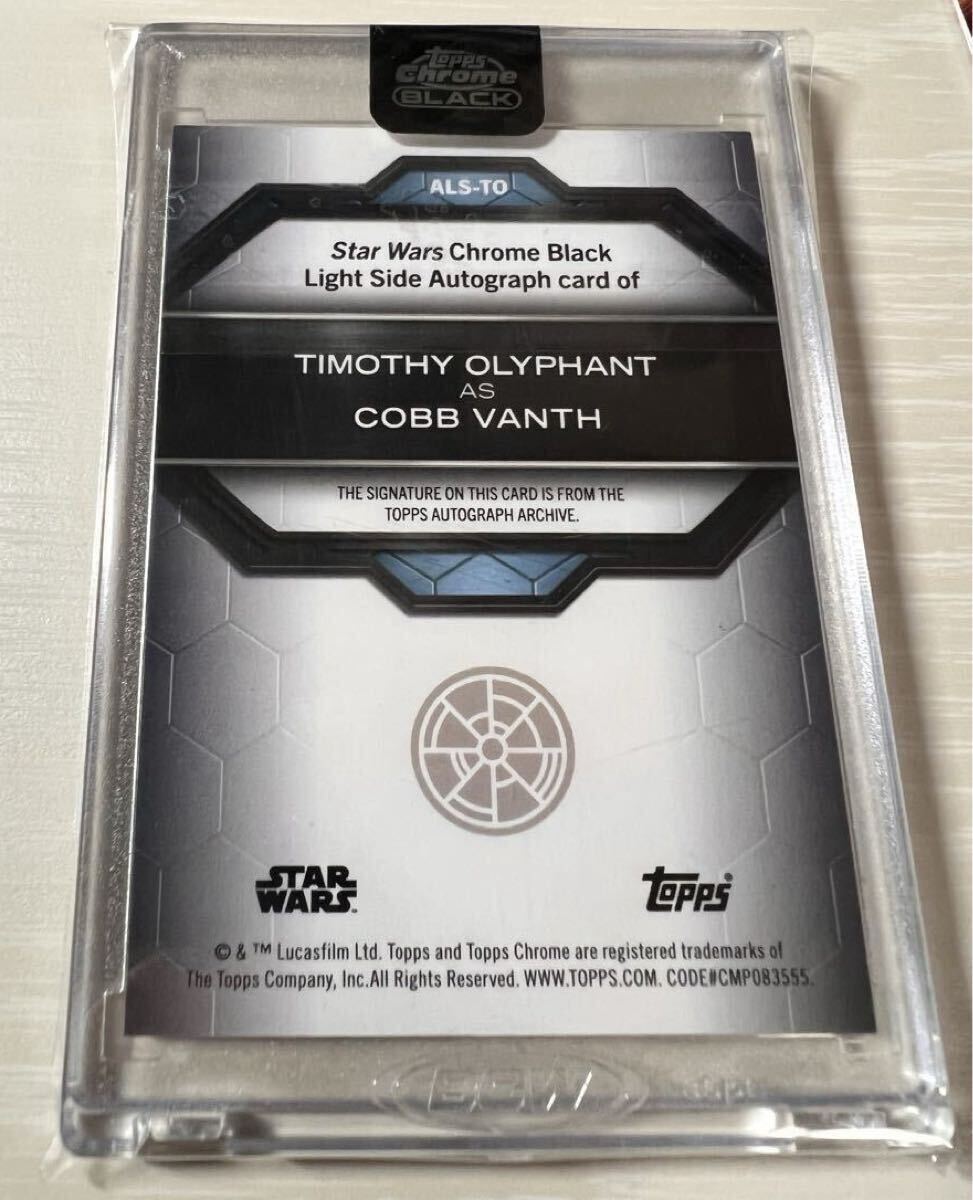 Topps
Chrome
BLACK
ALS-TO
Star Wars Chrome Black
Light Side Autograph card of
TIMOTHY OLYPHANT
AS
COBB VANTH
THE SIGNATURE ON THIS CARD IS FROM THE
TOPPS AUTOGRAPH ARCHIVE.
STAR
WARS
Topps
© & ™ Lucasfilm Ltd. Topps and Topps Chrome are registered trademarks of
The Topps Company, Inc.All Rights Reserved. WWW.TOPPS.COM. CODE#CMP083555.